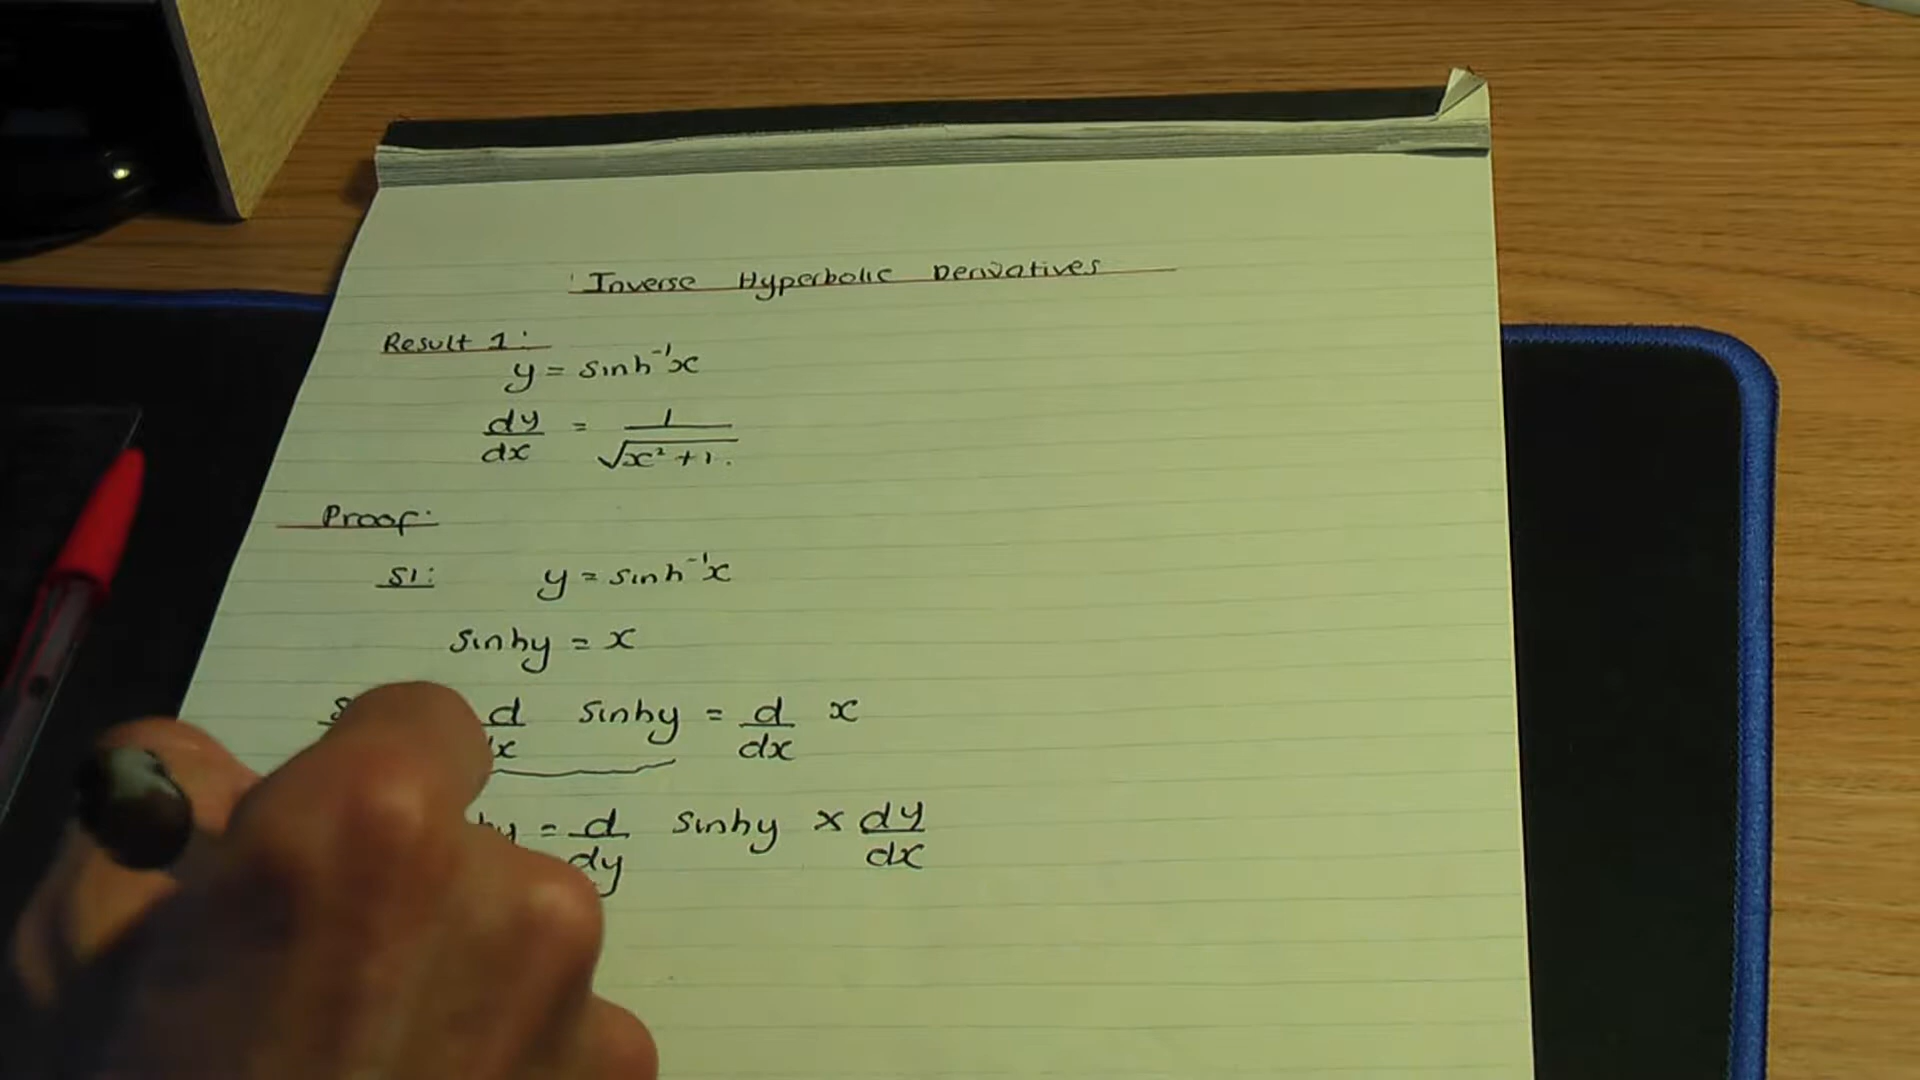 Inverse Hyperbolic Derivatives
Result 1:
y = sinh⁻¹x
dy/dx = 1/√(x² + 1).
Proof:
S1: y = sinh⁻¹x
sinhy = x
d sinhy = d/dx x
x
hy = d/dy sinhy × dy/dx